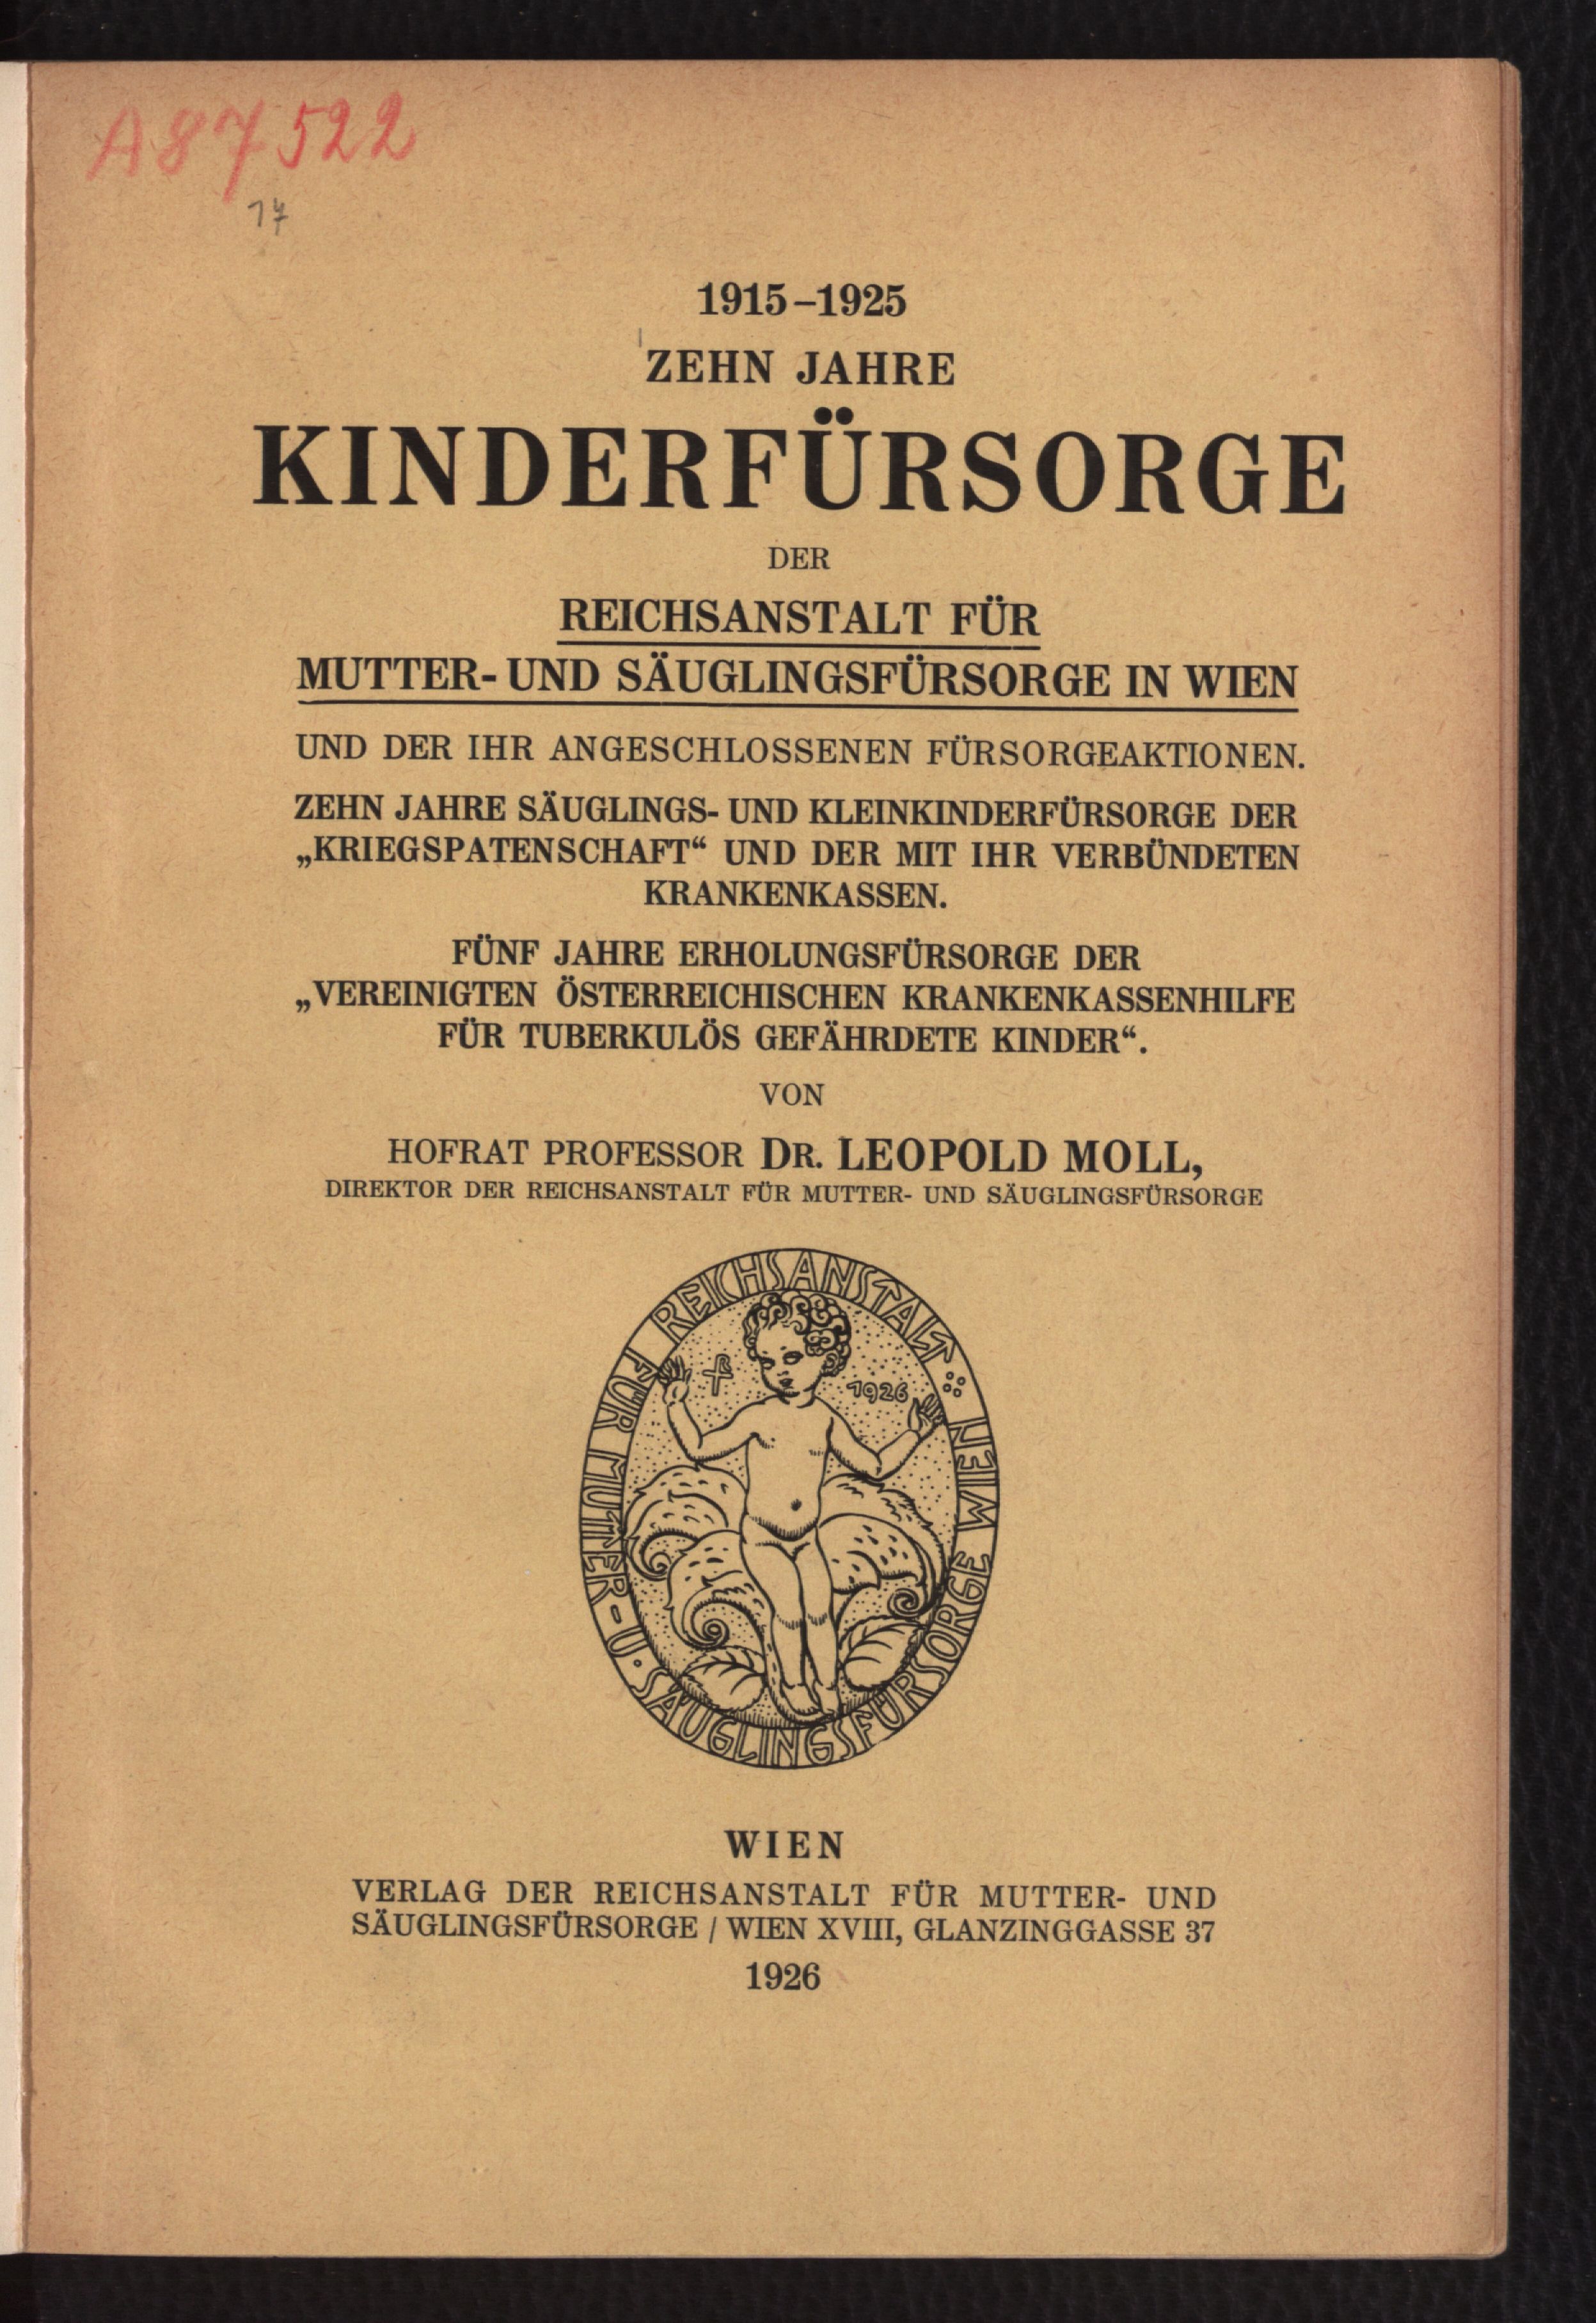 A87522
17
1915–1925
ZEHN JAHRE
KINDERFÜRSORGE
DER
REICHSANSTALT FÜR
MUTTER- UND SÄUGLINGSFÜRSORGE IN WIEN
UND DER IHR ANGESCHLOSSENEN FÜRSORGEAKTIONEN.
ZEHN JAHRE SÄUGLINGS- UND KLEINKINDERFÜRSORGE DER
„KRIEGSPATENSCHAFT“ UND DER MIT IHR VERBÜNDETEN
KRANKENKASSEN.
FÜNF JAHRE ERHOLUNGSFÜRSORGE DER
„VEREINIGTEN ÖSTERREICHISCHEN KRANKENKASSENHILFE
FÜR TUBERKULÖS GEFÄHRDETE KINDER“.
VON
HOFRAT PROFESSOR DR. LEOPOLD MOLL,
DIREKTOR DER REICHSANSTALT FÜR MUTTER- UND SÄUGLINGSFÜRSORGE
REICHSANSTALT FÜR MUTTER-U. SÄUGLINGSFÜRSORGE WIEN
1926
WIEN
VERLAG DER REICHSANSTALT FÜR MUTTER- UND
SÄUGLINGSFÜRSORGE / WIEN XVIII, GLANZINGGASSE 37
1926